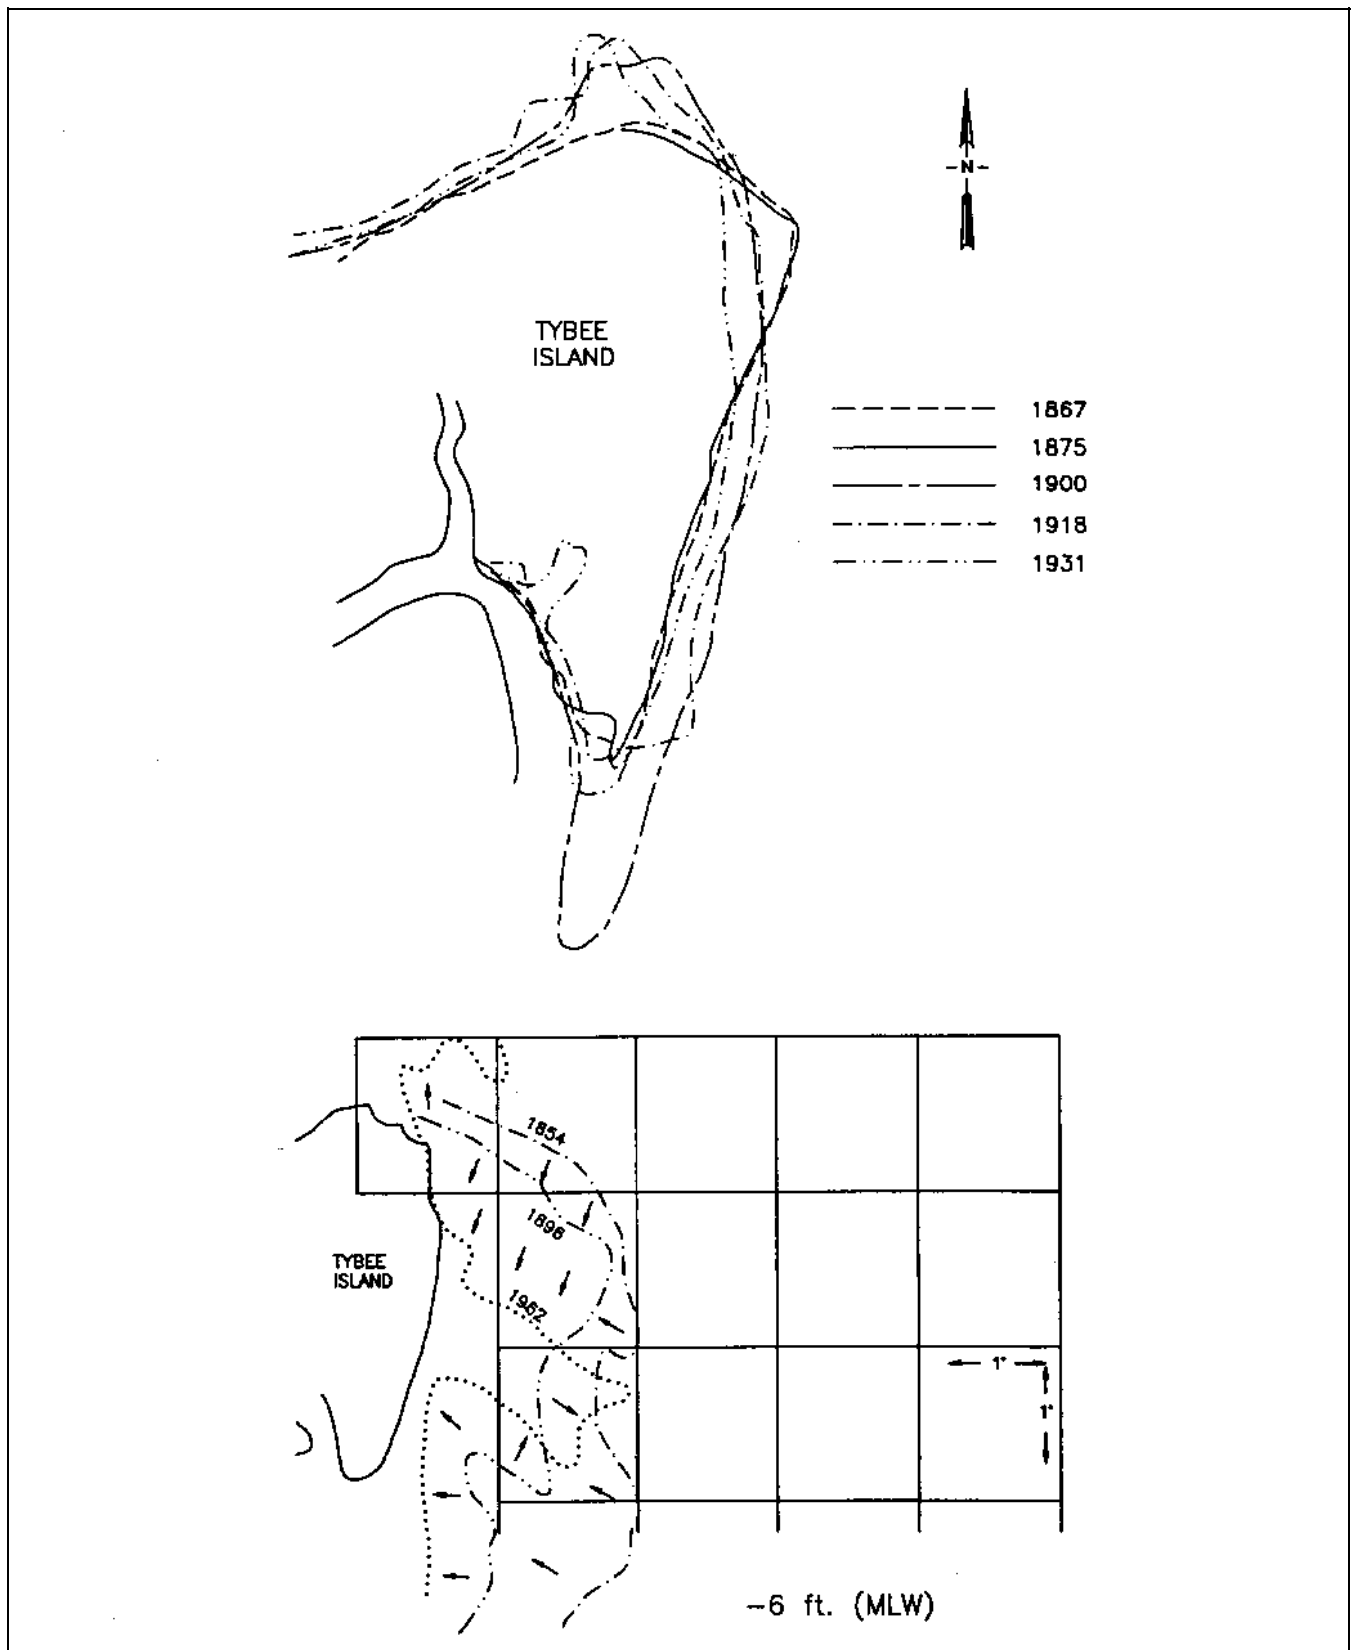 N
TYBEE
ISLAND
1867
1875
1900
1918
1931
1854
1898
1962
TYBEE
ISLAND
1"
1"
-6 ft. (MLW)